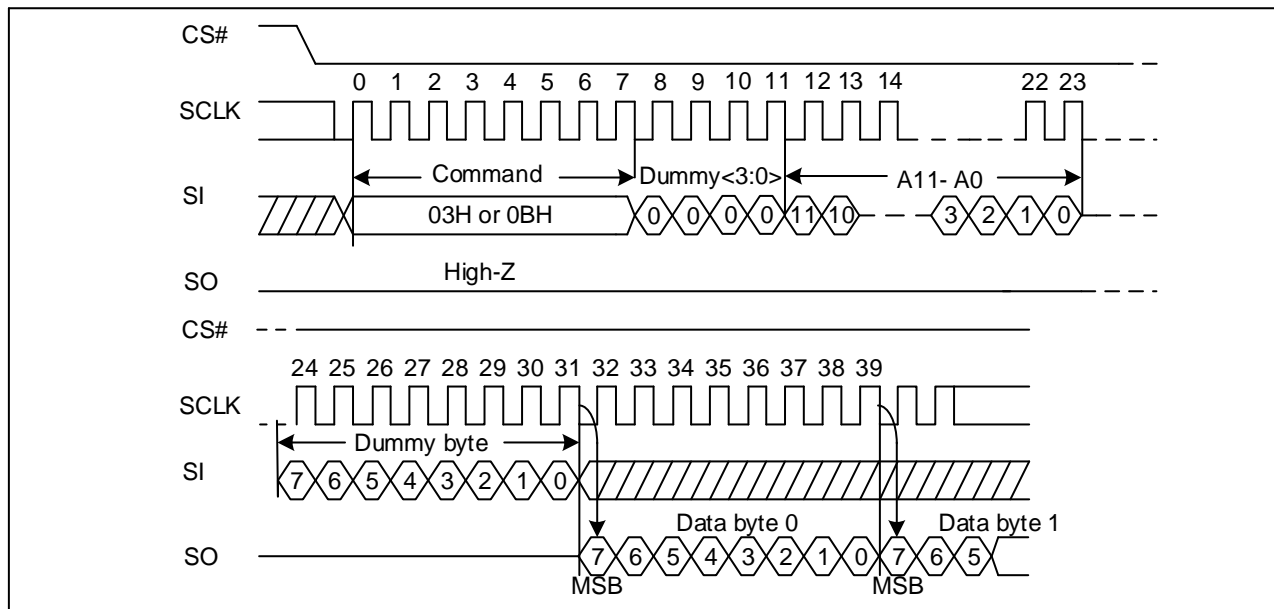 CS#
0 1 2 3 4 5 6 7 8 9 10 11 12 13 14 22 23
SCLK
Command Dummy<3:0> A11- A0
SI
03H or 0BH 0 0 0 0 11 10 3 2 1 0
High-Z
SO
CS#
24 25 26 27 28 29 30 31 32 33 34 35 36 37 38 39
SCLK
Dummy byte
SI
7 6 5 4 3 2 1 0
Data byte 0 Data byte 1
SO
7 6 5 4 3 2 1 0 7 6 5
MSB MSB